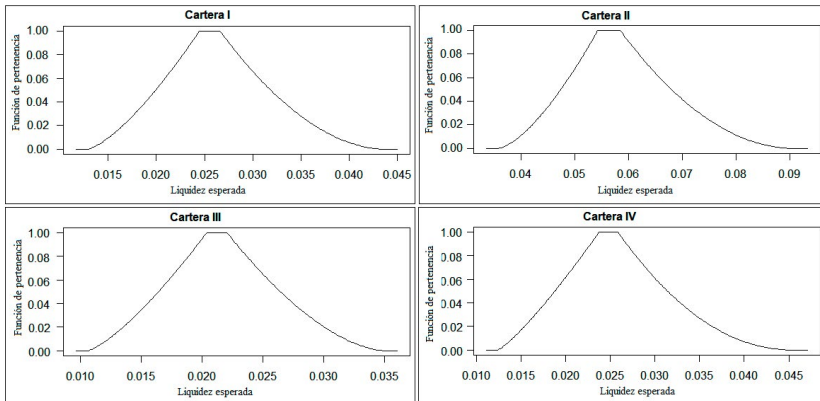 Cartera I
Función de pertenencia
1.00
0.08
0.06
0.04
0.02
0.00
0.015 0.020 0.025 0.030 0.035 0.040 0.045
Liquidez esperada
Cartera II
Función de pertenencia
1.00
0.08
0.06
0.04
0.02
0.00
0.04 0.05 0.06 0.07 0.08 0.09
Liquidez esperada
Cartera III
Función de pertenencia
1.00
0.08
0.06
0.04
0.02
0.00
0.010 0.015 0.020 0.025 0.030 0.035
Liquidez esperada
Cartera IV
Función de pertenencia
1.00
0.08
0.06
0.04
0.02
0.00
0.010 0.015 0.020 0.025 0.030 0.035 0.040 0.045
Liquidez esperada